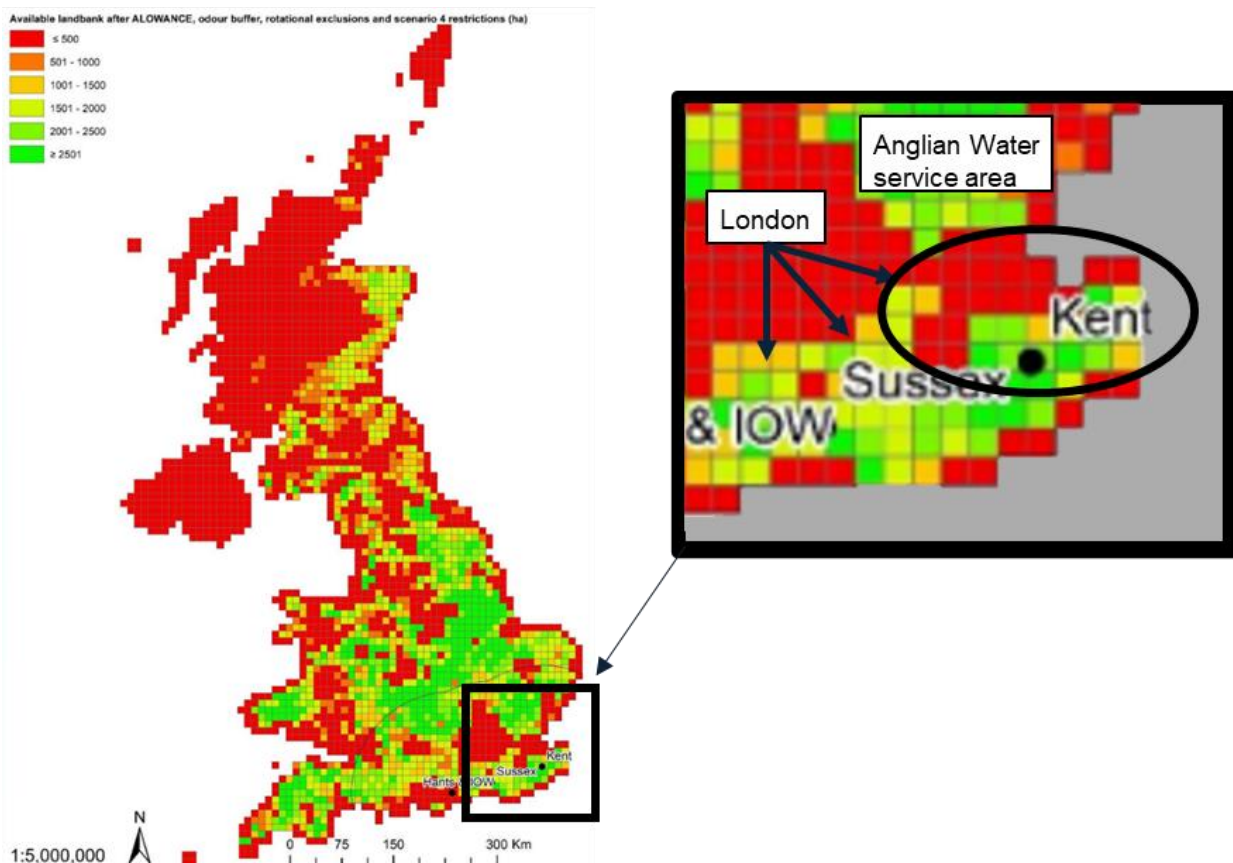 Available landbank after ALOWANCE, odour buffer, rotational exclusions and scenario 4 restrictions (ha)
≤ 500
501 - 1000
1001 - 1500
1501 - 2000
2001 - 2500
≥ 2501
Anglian Water
service area
London
Kent
Sussex
& IOW
Kent
Sussex
Hants & IOW
N
0 75 150 300 Km
1:5,000,000